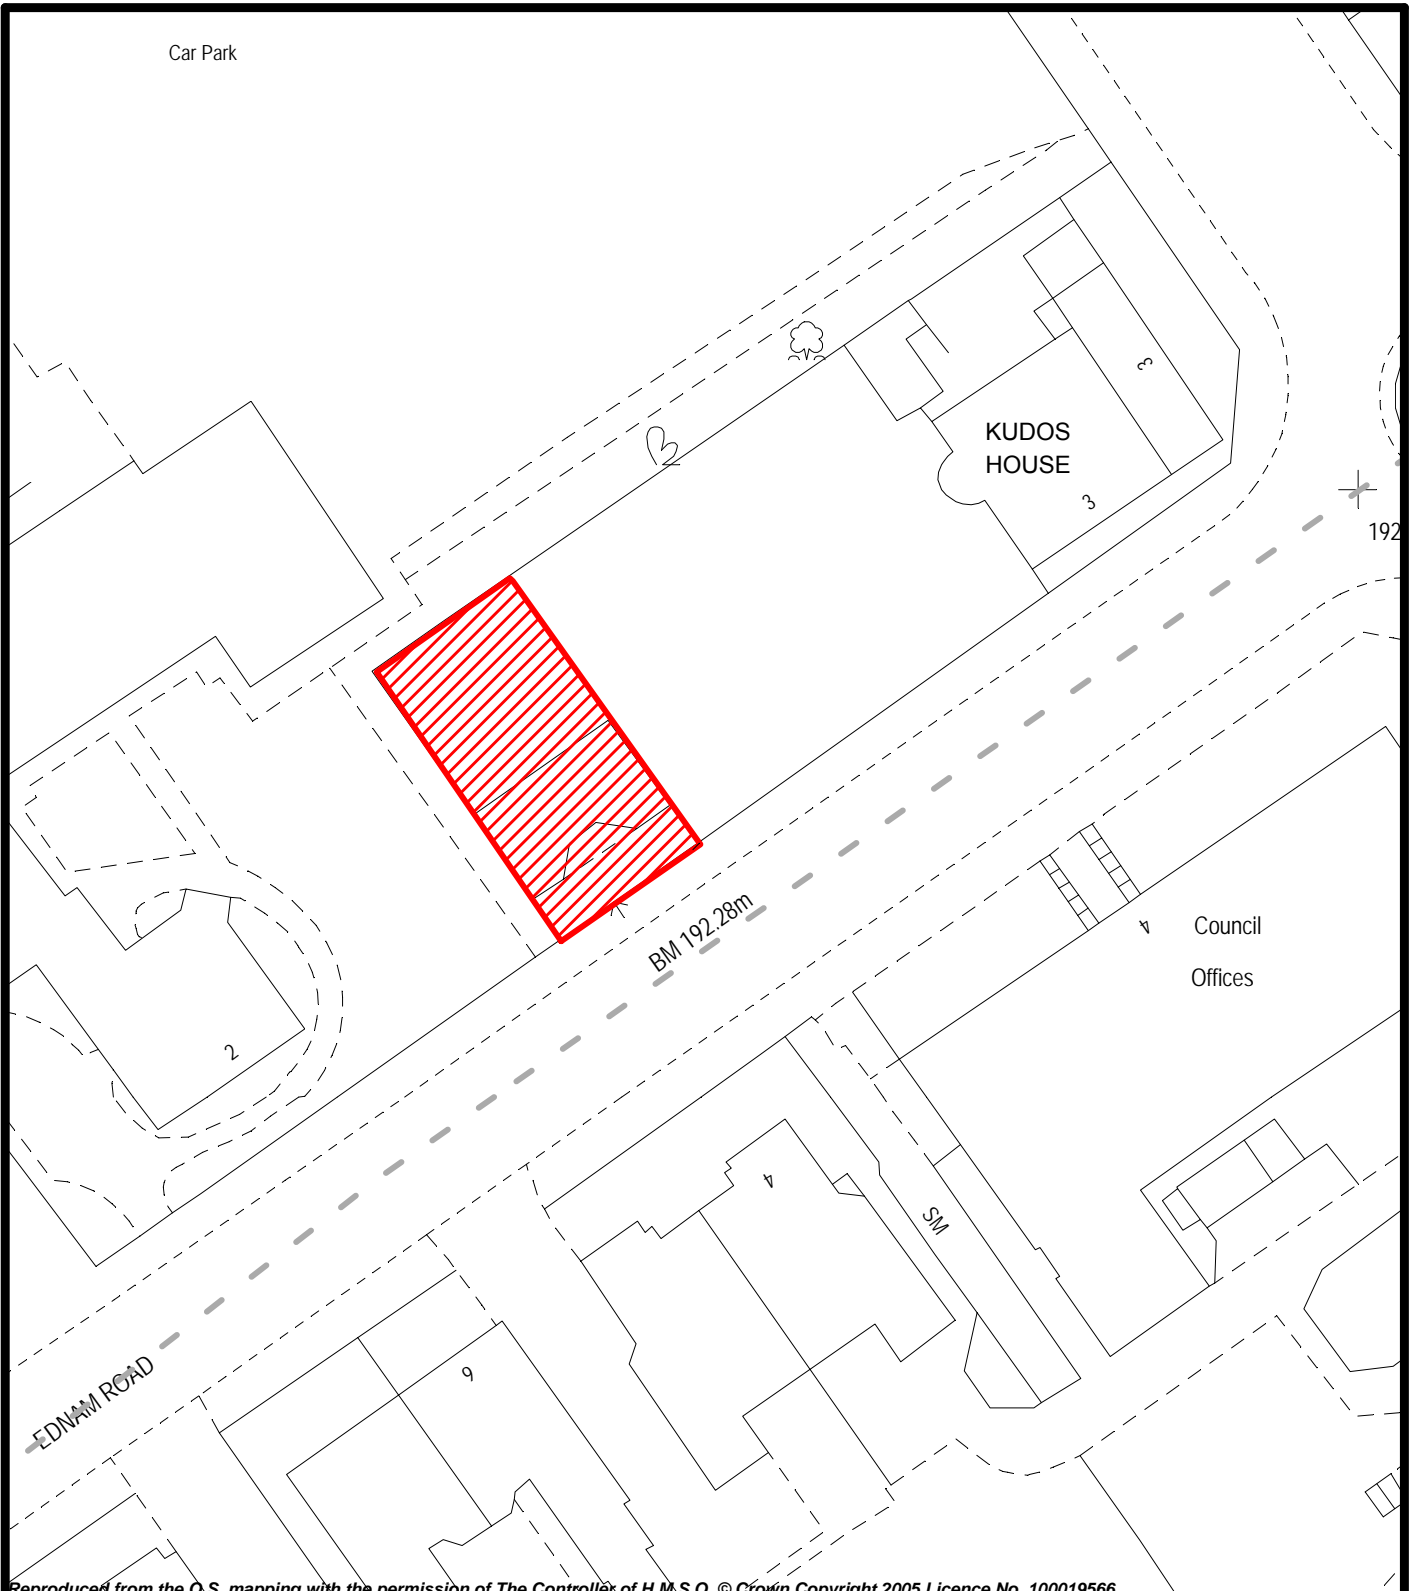 Car Park
3
KUDOS
HOUSE
3
192
BM 192.28m
4
Council
Offices
2
4
SM
EDNAM ROAD
6
Reproduced from the O.S. mapping with the permission of The Controller of H.M.S.O. © Crown Copyright 2005 Licence No. 100019566